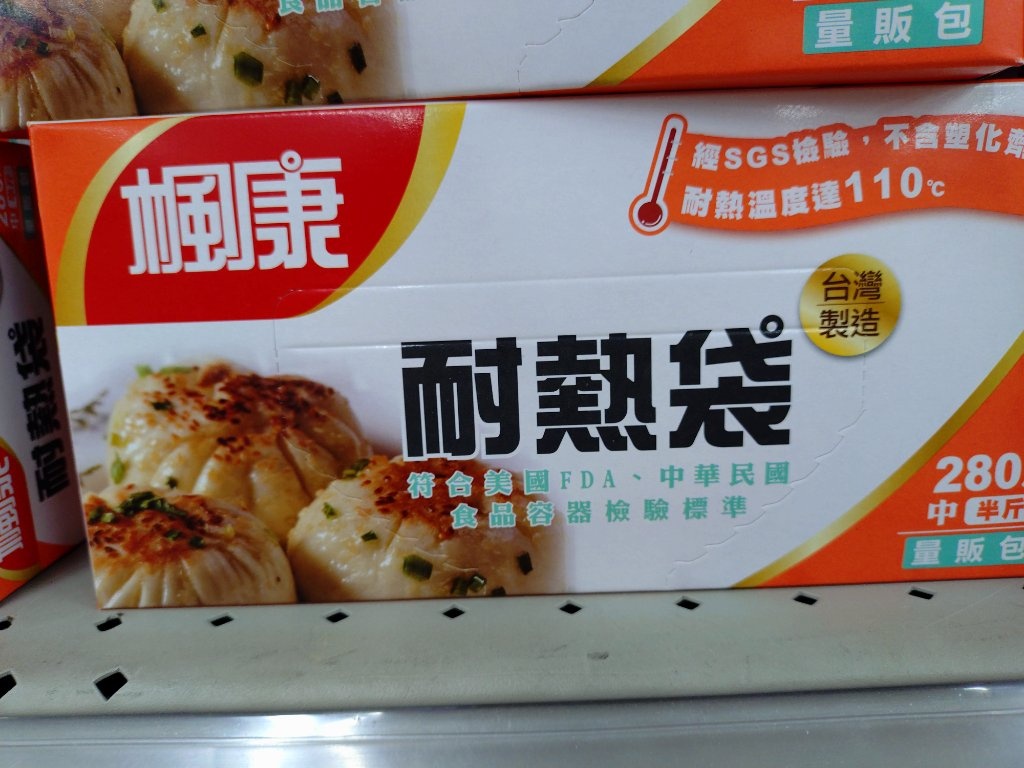 量販包
楓康
經SGS檢驗，不含塑化劑
耐熱溫度達110℃
台灣
製造
耐熱袋
符合美國FDA、中華民國
食品容器檢驗標準
280
中 半斤
量販包
耐熱袋